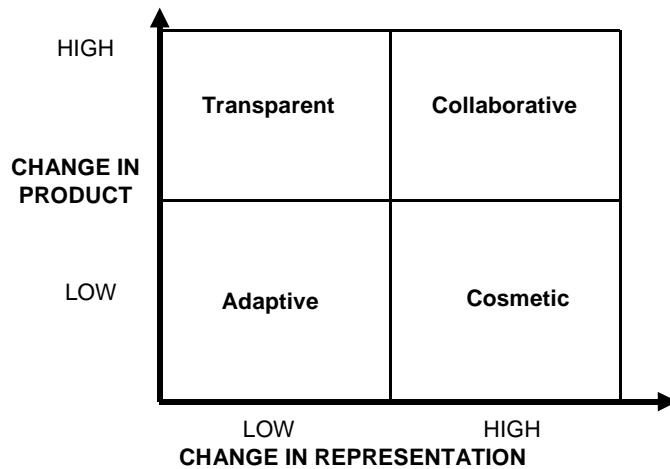 HIGH
Transparent
Collaborative
CHANGE IN
PRODUCT
LOW
Adaptive
Cosmetic
LOW
HIGH
CHANGE IN REPRESENTATION